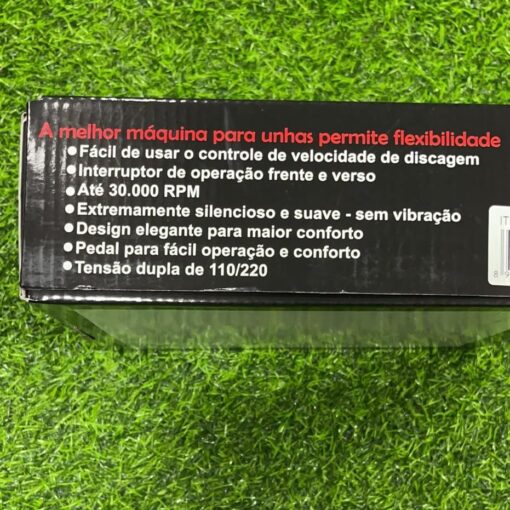 A melhor máquina para unhas permite flexibilidade
• Fácil de usar o controle de velocidade de discagem
• Interruptor de operação frente e verso
• Até 30.000 RPM
• Extremamente silencioso e suave - sem vibração
• Design elegante para maior conforto
• Pedal para fácil operação e conforto
• Tensão dupla de 110/220
IT